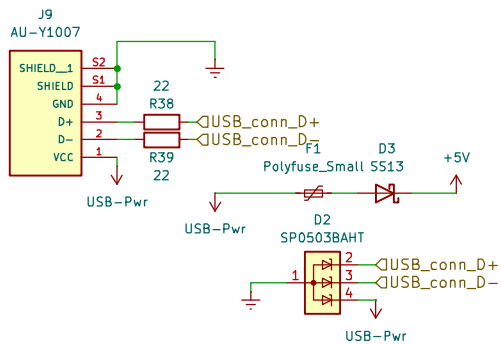 J9
AU-Y1007
SHIELD__1 S2
SHIELD S1
GND 4
D+ 3
D- 2
VCC 1
22
R38
USB_conn_D+
USB_conn_D-
R39
22
USB-Pwr
F1
Polyfuse_Small
D3
SS13
+5V
USB-Pwr
D2
SP0503BAHT
1
2 USB_conn_D+
3 USB_conn_D-
4
USB-Pwr